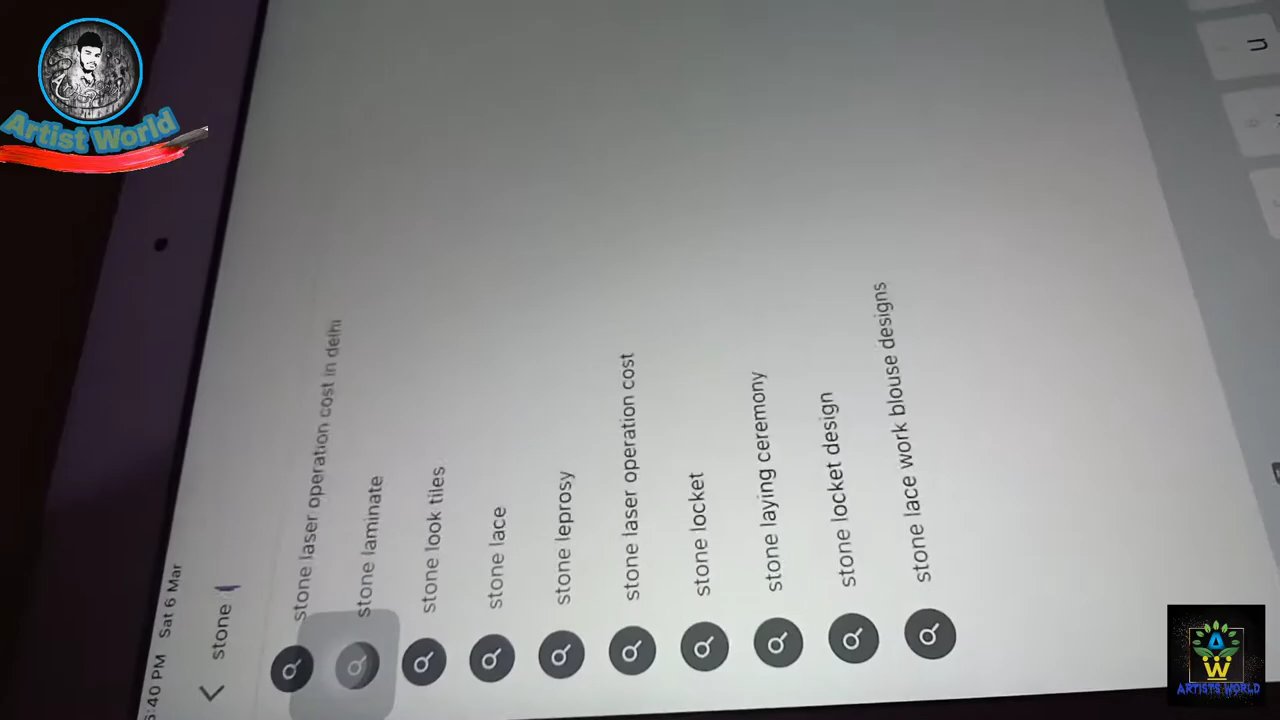 Artist World
5:40 PM Sat 6 Mar
stone l
stone laser operation cost in delhi
stone laminate
stone look tiles
stone lace
stone leprosy
stone laser operation cost
stone locket
stone laying ceremony
stone locket design
stone lace work blouse designs
u
ARTISTS WORLD